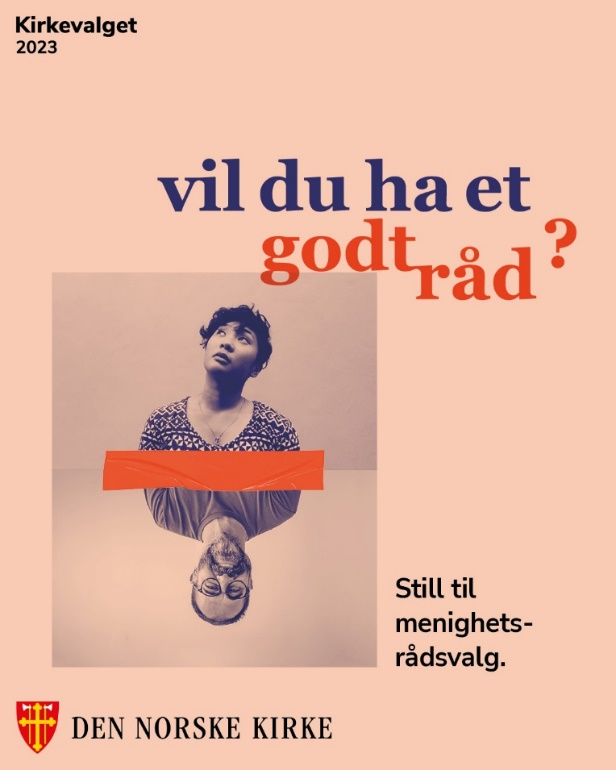 Kirkevalget
2023
vil du ha et
godt råd?
Still til
menighets-
rådsvalg.
DEN NORSKE KIRKE